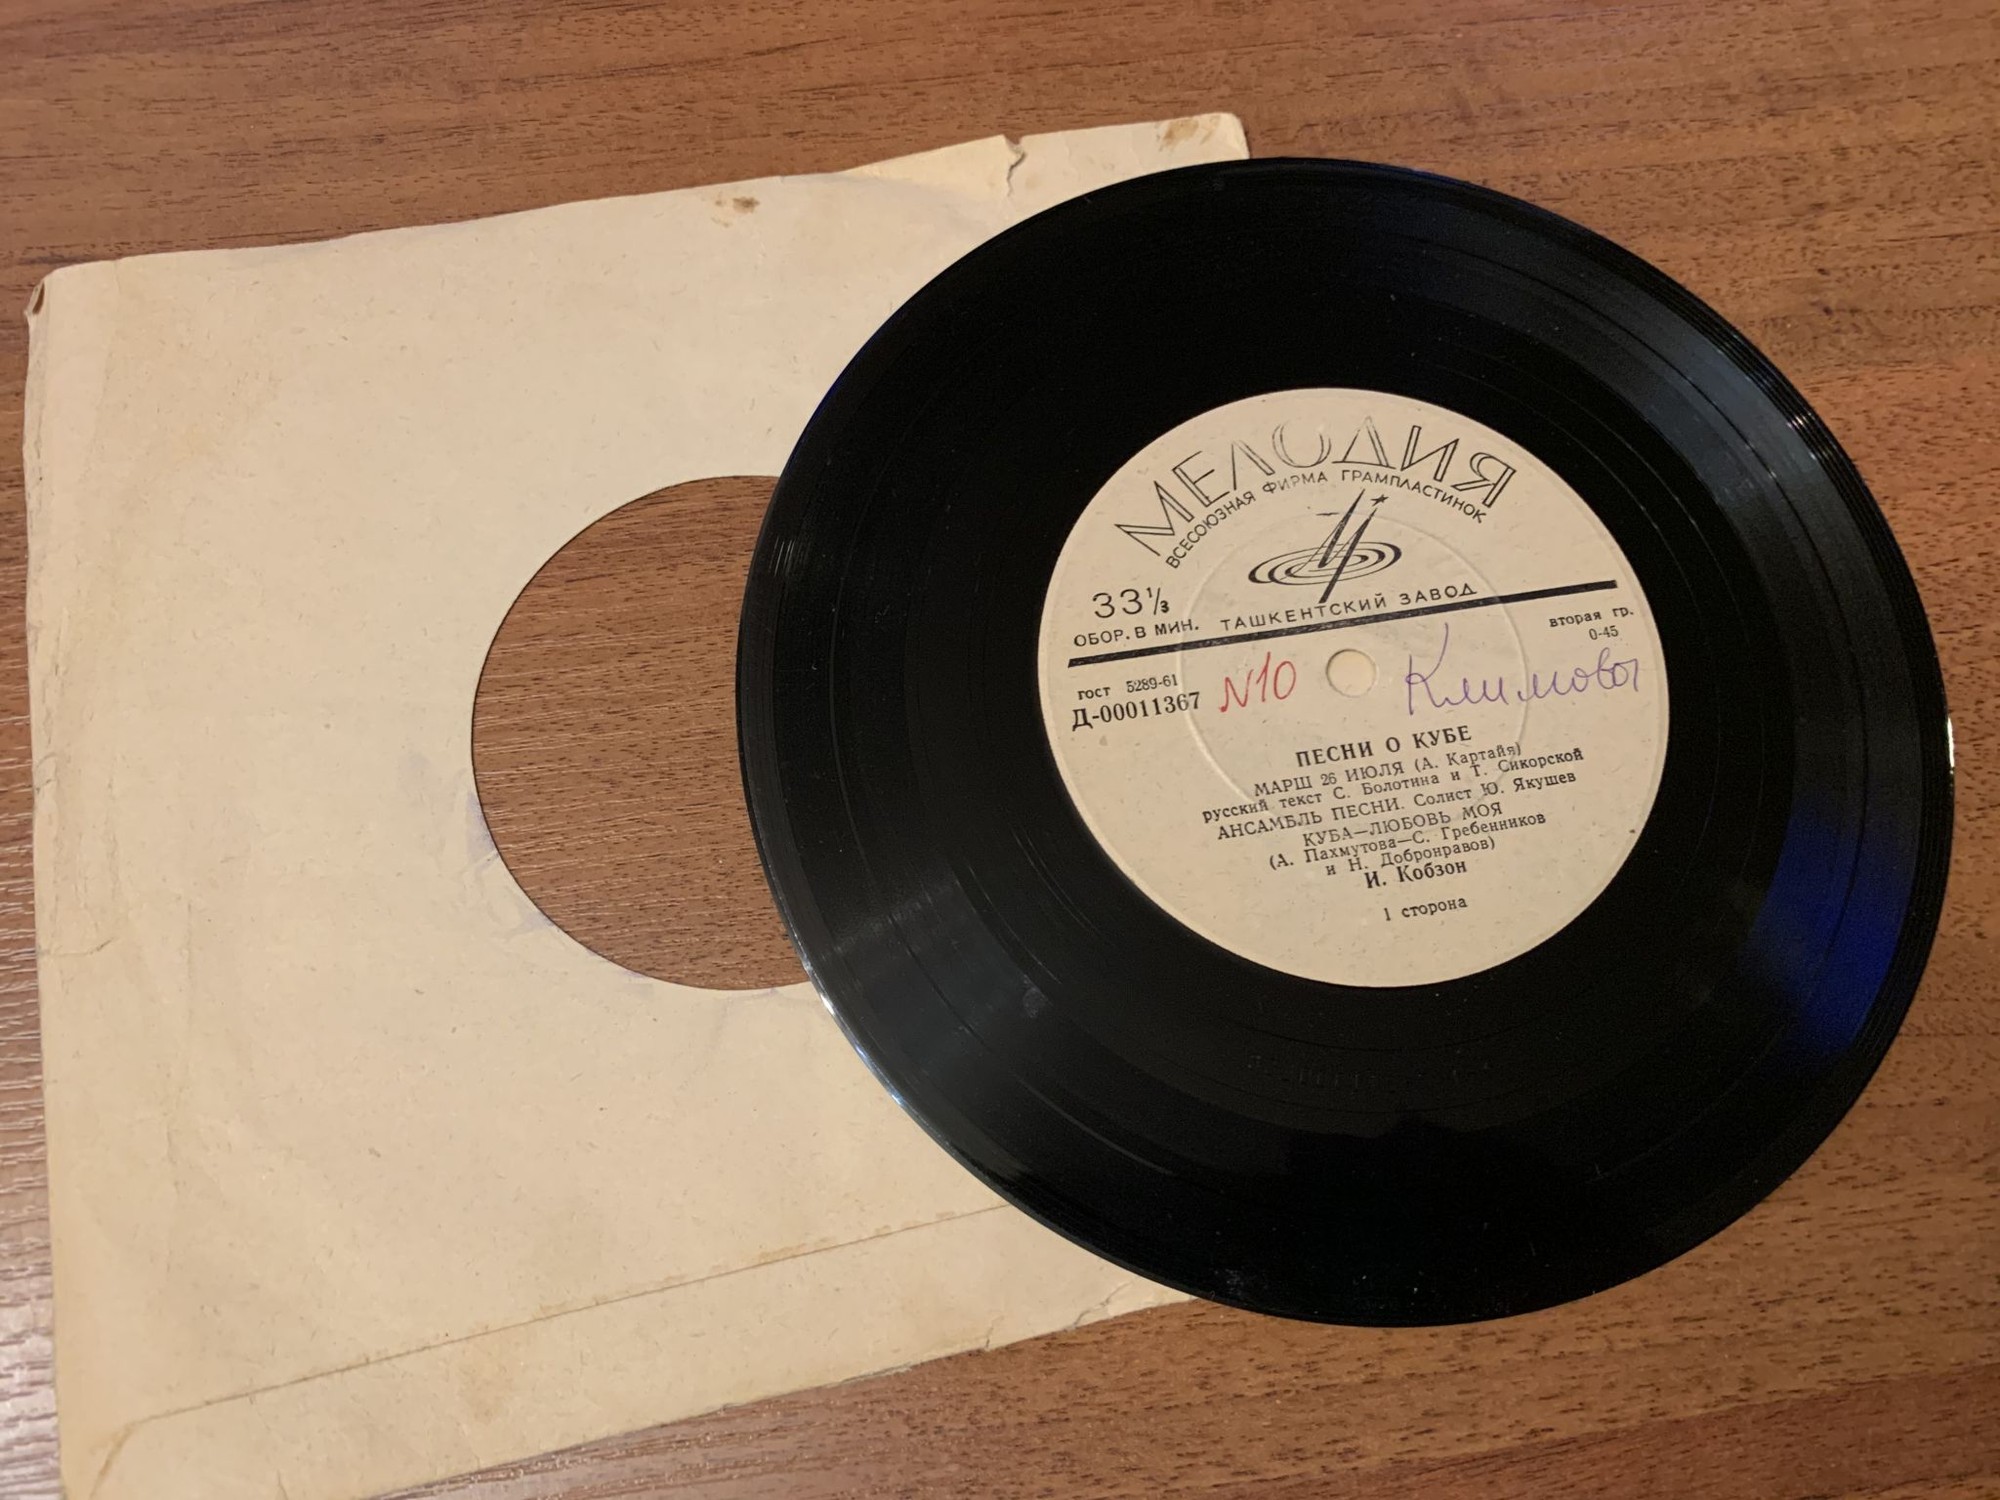 МЕЛОДИЯ
ВСЕСОЮЗНАЯ ФИРМА ГРАМПЛАСТИНОК
33⅓
ОБОР. В МИН.
ТАШКЕНТСКИЙ ЗАВОД
вторая гр.
0-45
ГОСТ 5289-61
Д-00011367
N10
Климовы
ПЕСНИ О КУБЕ
МАРШ 26 ИЮЛЯ (А. Картайя)
русский текст С. Болотина и Т. Сикорской
АНСАМБЛЬ ПЕСНИ. Солист Ю. Якушев
КУБА—ЛЮБОВЬ МОЯ
(А. Пахмутова—С. Гребенников
и Н. Добронравов)
И. Кобзон
1 сторона